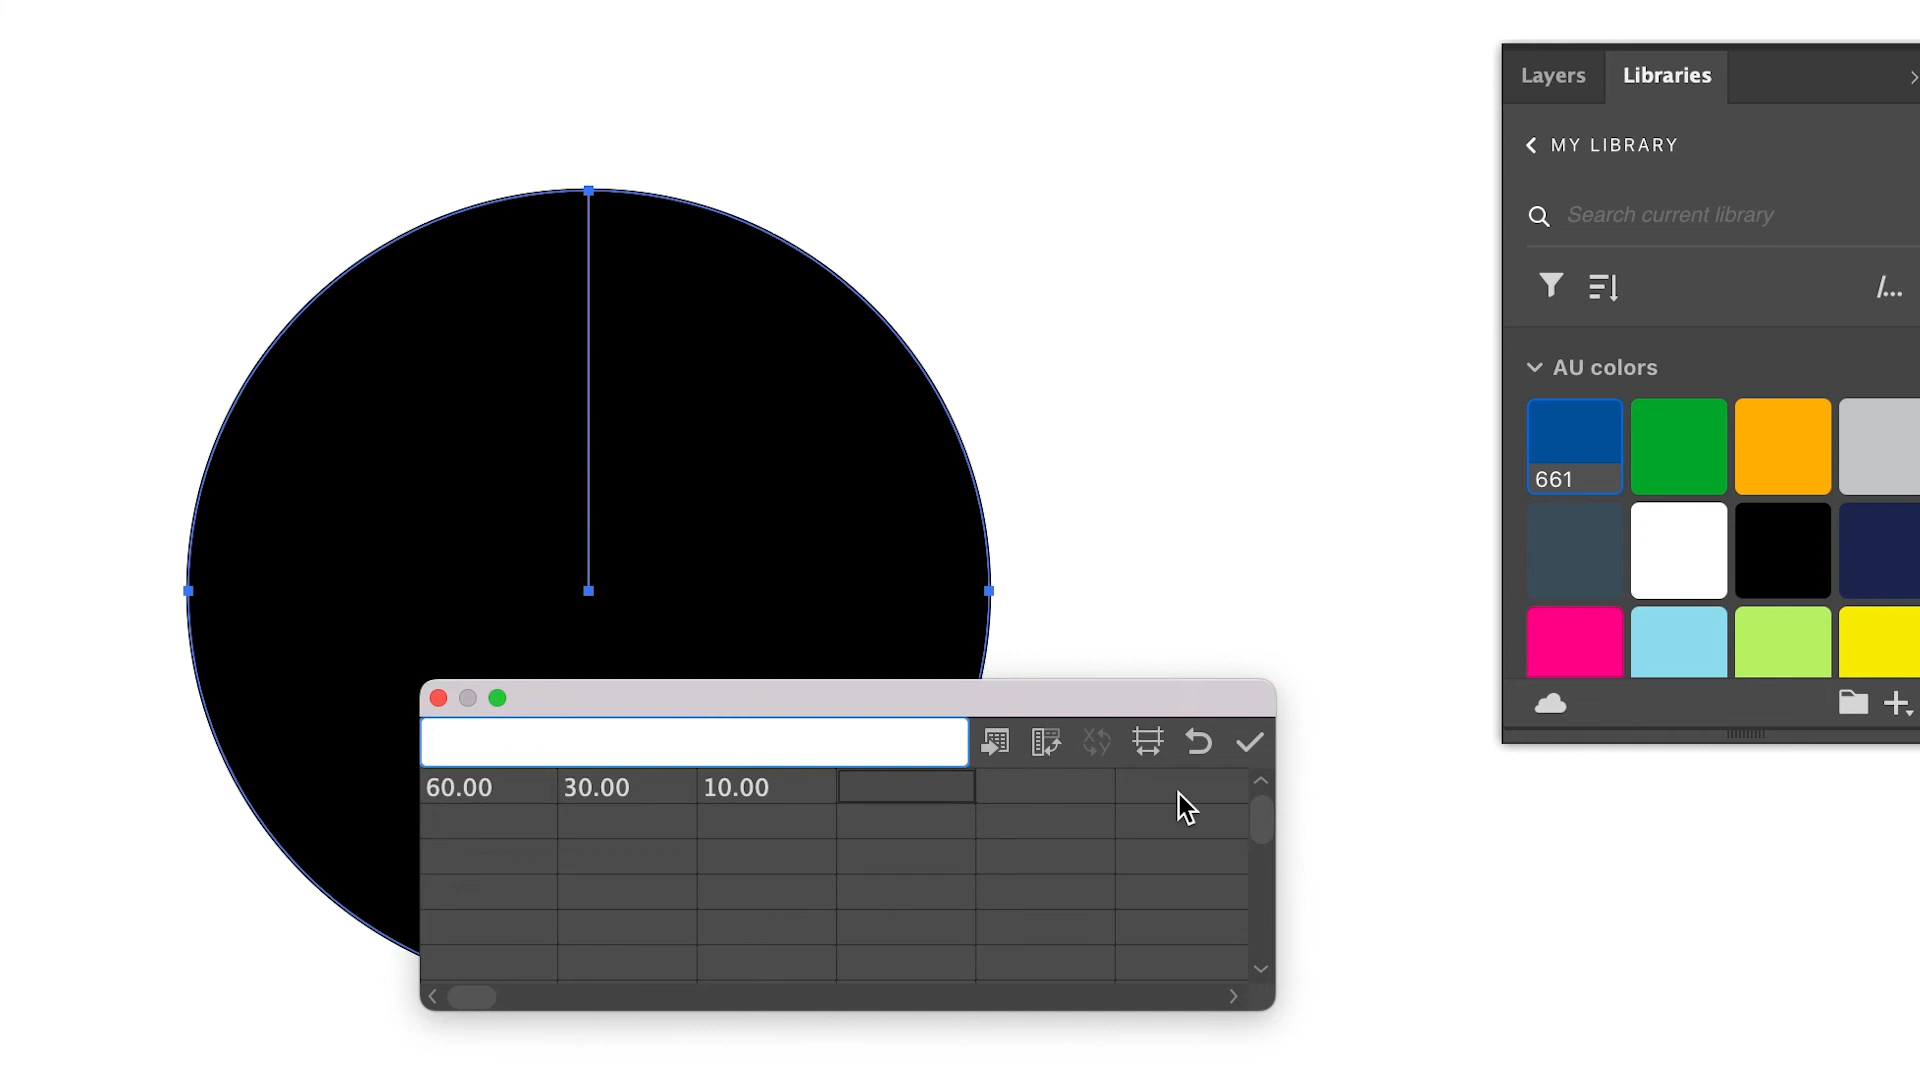 Layers Libraries
MY LIBRARY
Search current library
/...
AU colors
661
60.00 30.00 10.00